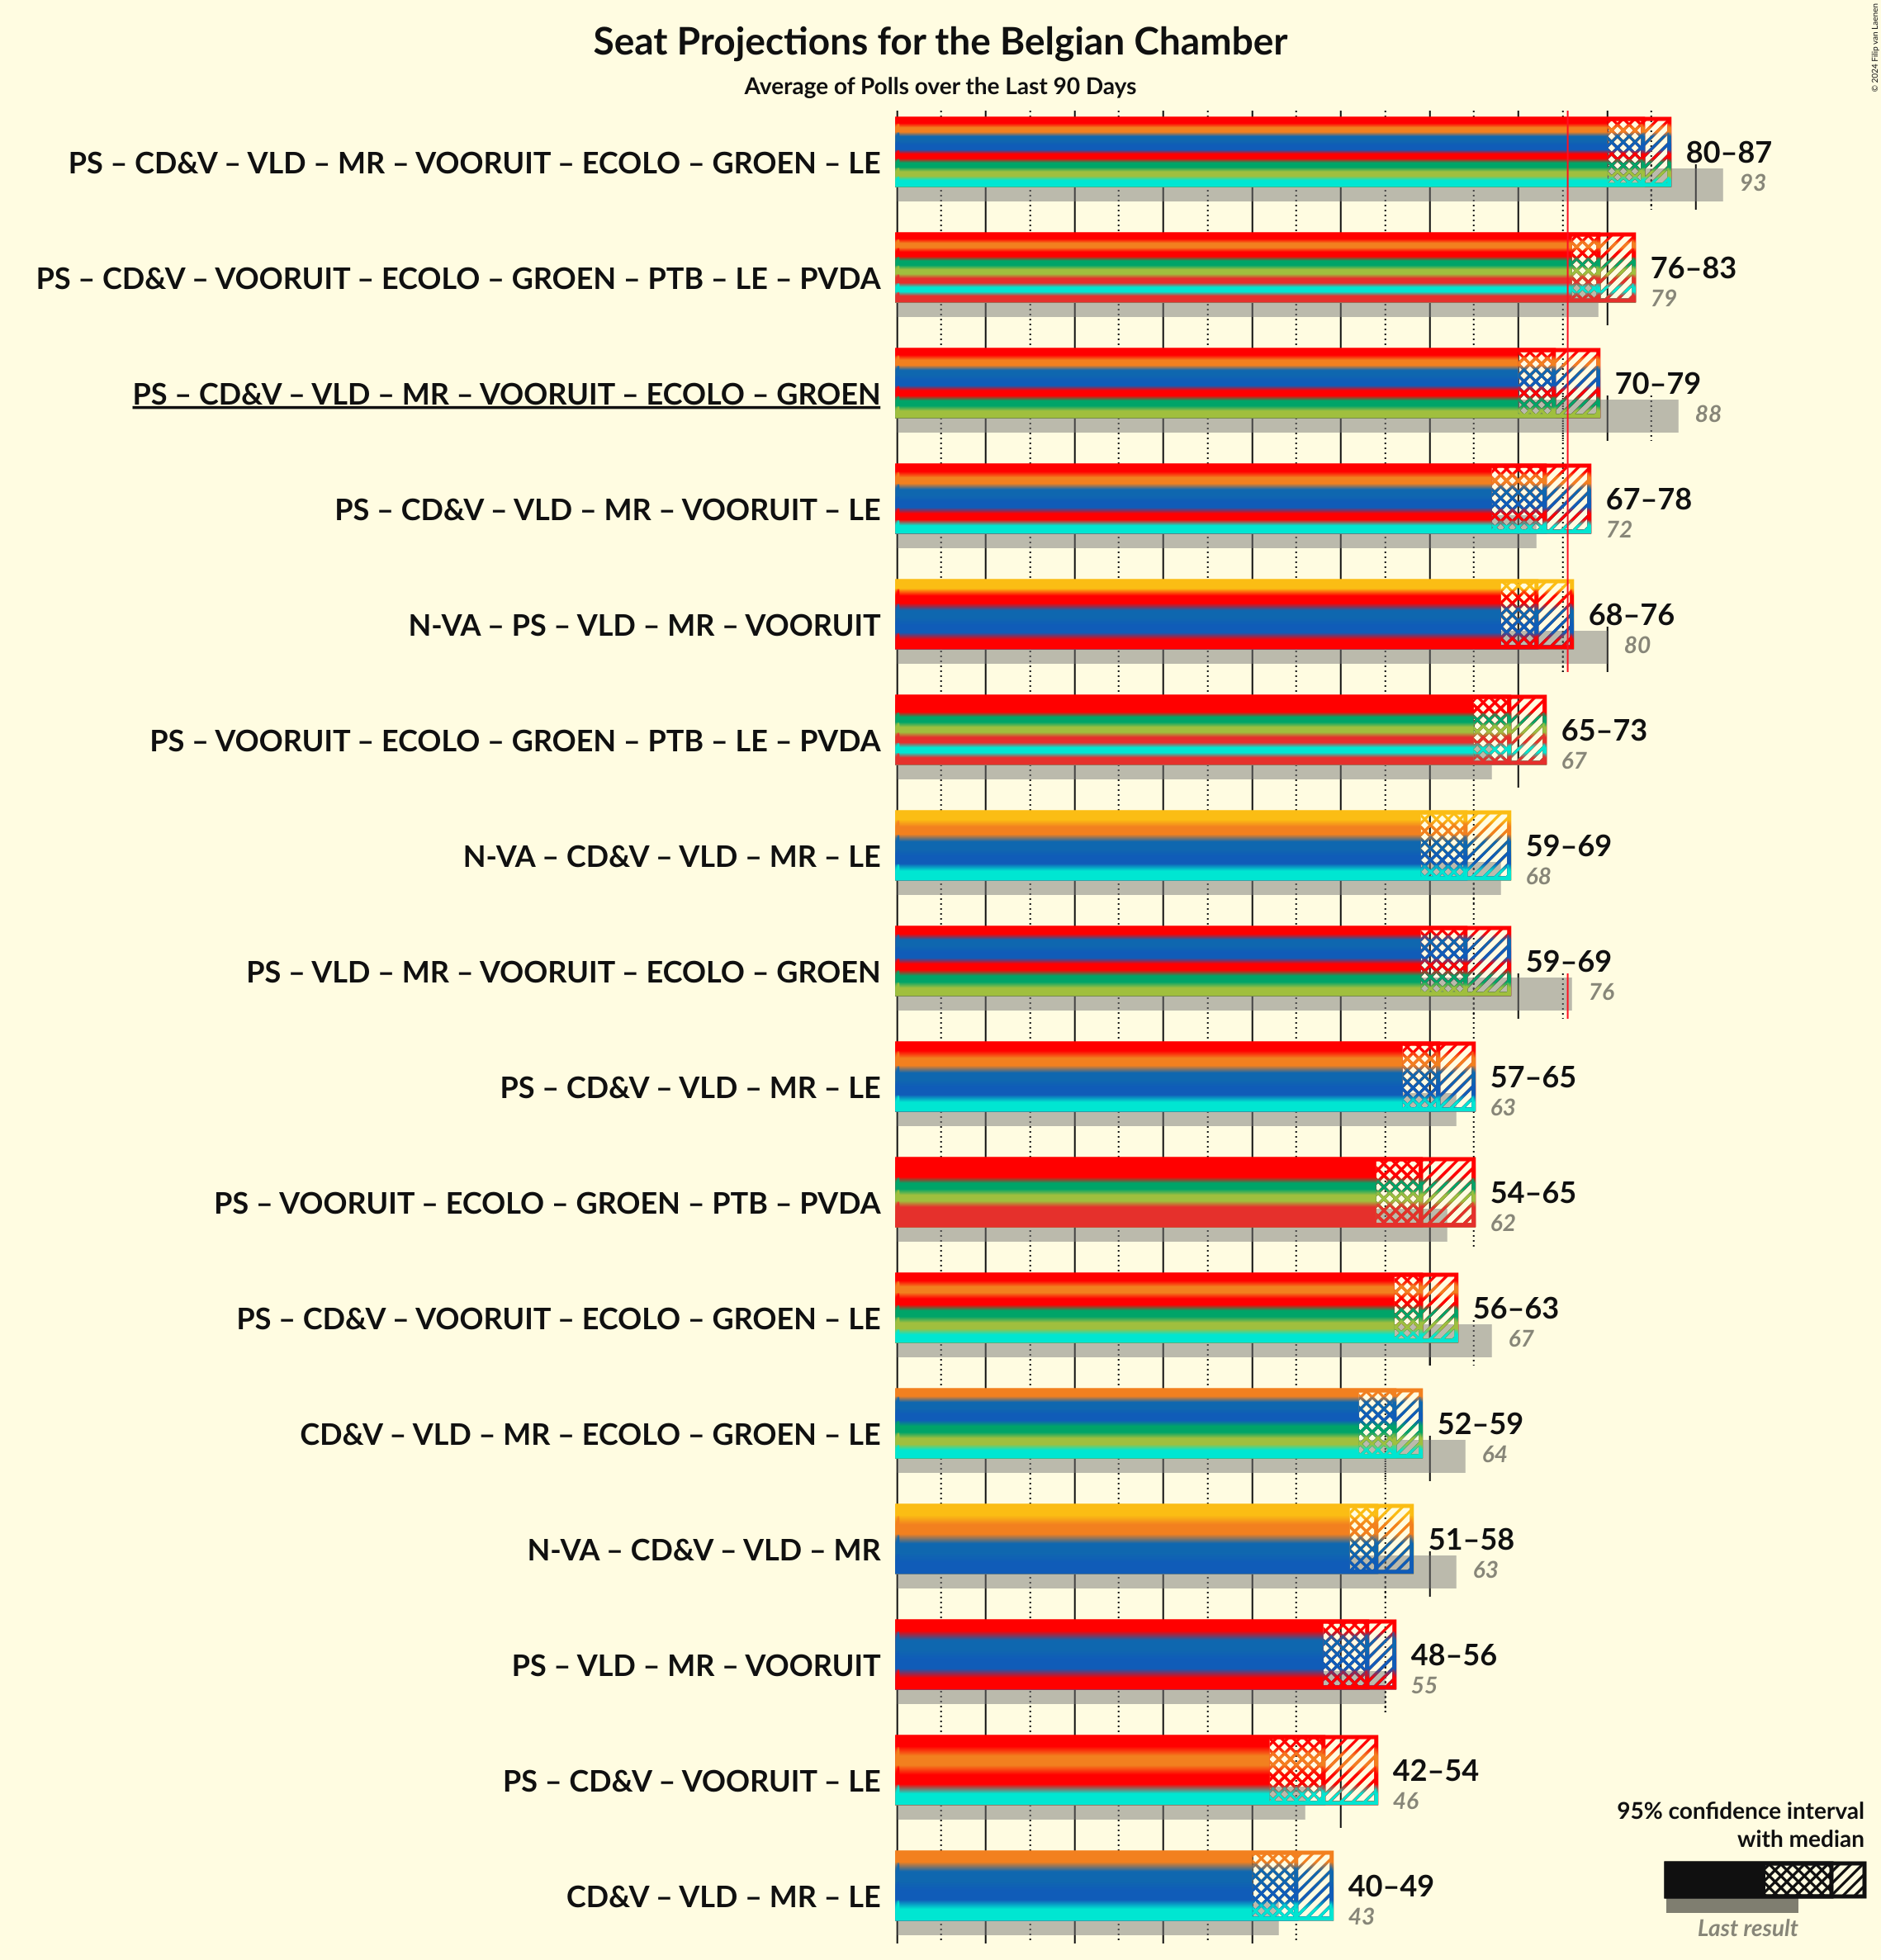 Seat Projections for the Belgian Chamber
Average of Polls over the Last 90 Days
© 2024 Filip van Laenen
PS – CD&V – VLD – MR – VOORUIT – ECOLO – GROEN – LE
80–87
93
PS – CD&V – VOORUIT – ECOLO – GROEN – PTB – LE – PVDA
76–83
79
PS – CD&V – VLD – MR – VOORUIT – ECOLO – GROEN
70–79
88
PS – CD&V – VLD – MR – VOORUIT – LE
67–78
72
N-VA – PS – VLD – MR – VOORUIT
68–76
80
PS – VOORUIT – ECOLO – GROEN – PTB – LE – PVDA
65–73
67
N-VA – CD&V – VLD – MR – LE
59–69
68
PS – VLD – MR – VOORUIT – ECOLO – GROEN
59–69
76
PS – CD&V – VLD – MR – LE
57–65
63
PS – VOORUIT – ECOLO – GROEN – PTB – PVDA
54–65
62
PS – CD&V – VOORUIT – ECOLO – GROEN – LE
56–63
67
CD&V – VLD – MR – ECOLO – GROEN – LE
52–59
64
N-VA – CD&V – VLD – MR
51–58
63
PS – VLD – MR – VOORUIT
48–56
55
PS – CD&V – VOORUIT – LE
42–54
46
CD&V – VLD – MR – LE
40–49
43
95% confidence interval
with median
Last result